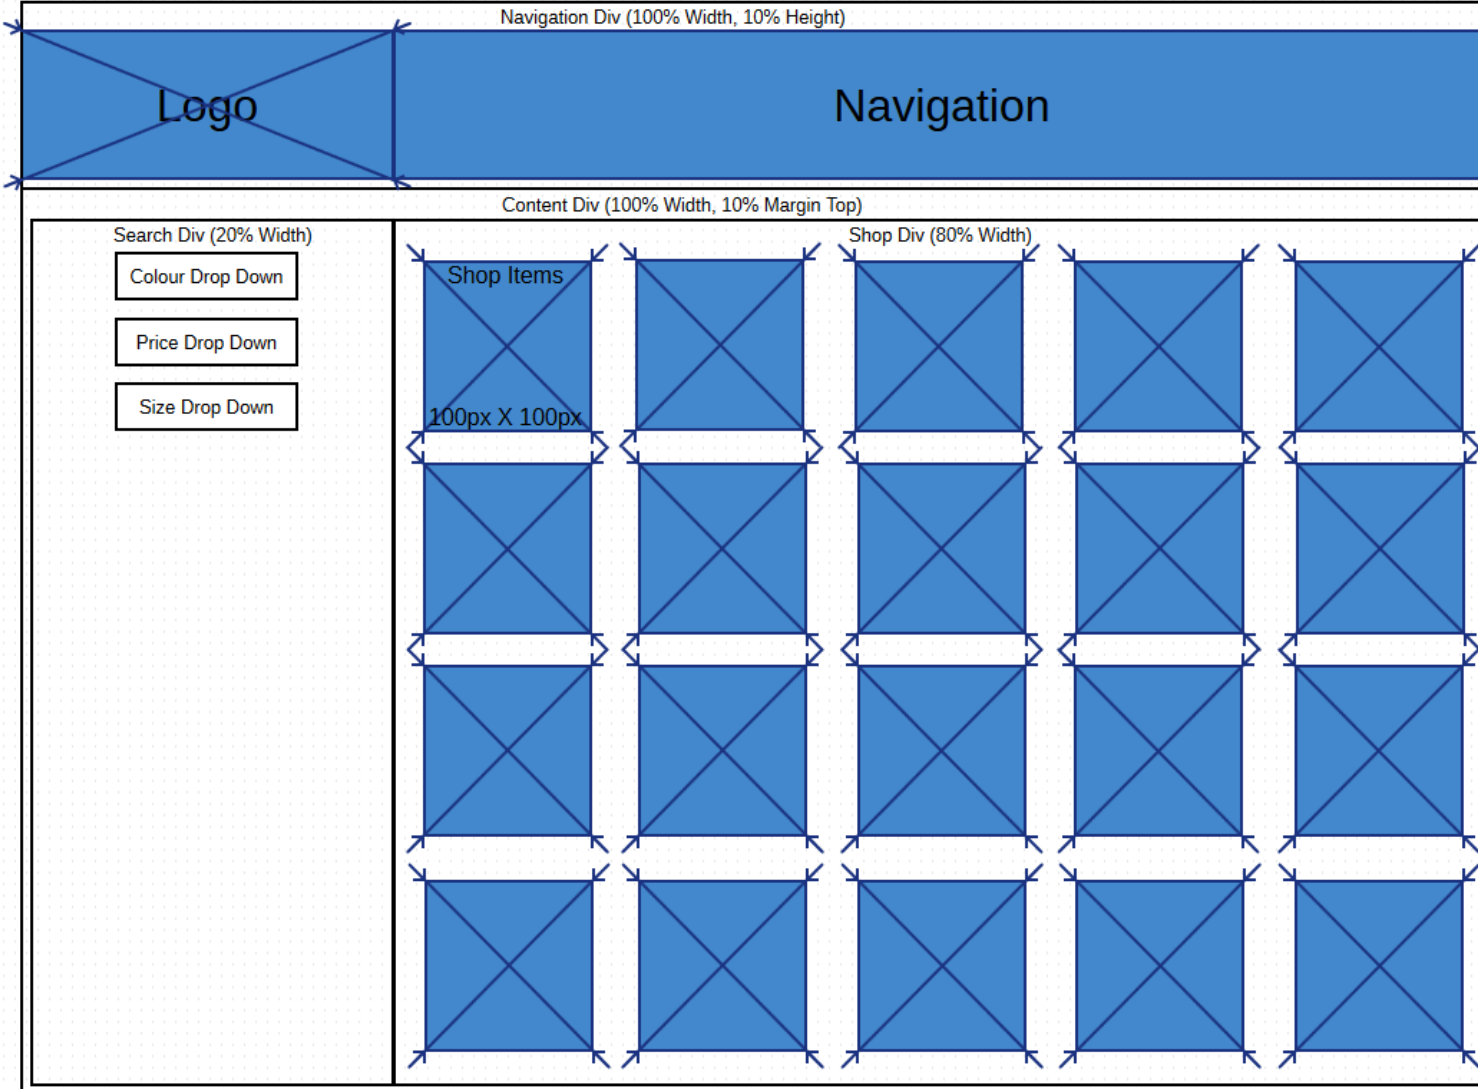 Navigation Div (100% Width, 10% Height)
Logo
Navigation
Content Div (100% Width, 10% Margin Top)
Search Div (20% Width)
Colour Drop Down
Price Drop Down
Size Drop Down
Shop Div (80% Width)
Shop Items
100px X 100px